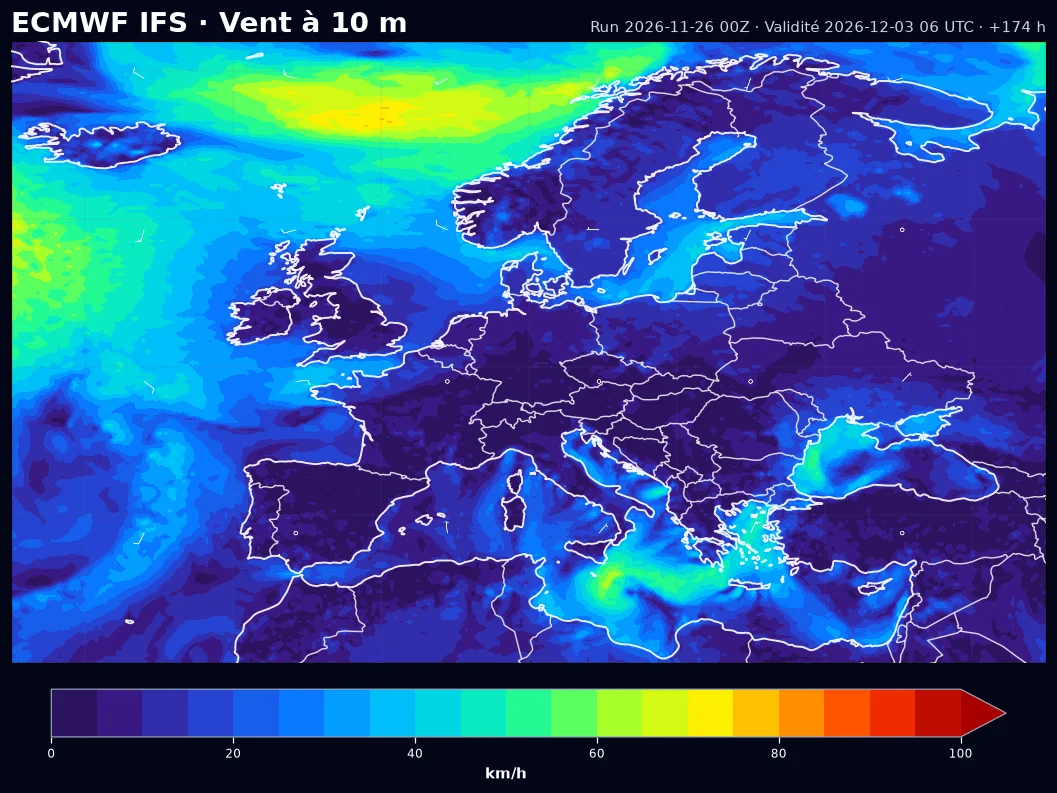 ECMWF IFS · Vent à 10 m
Run 2026-11-26 00Z · Validité 2026-12-03 06 UTC · +174 h
0 20 40 60 80 100
km/h